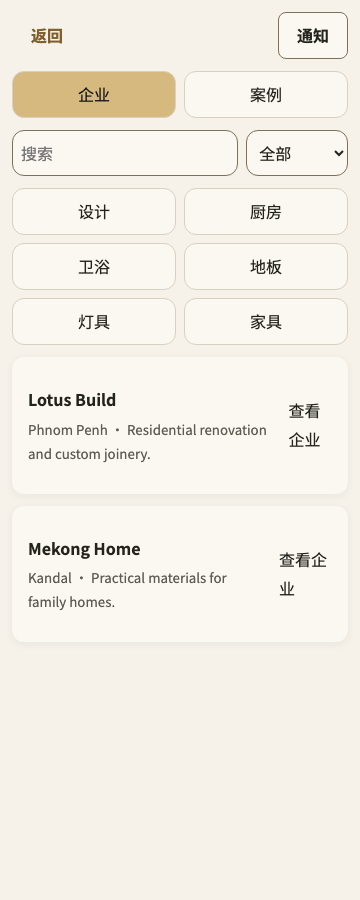 返回
通知
企业
案例
搜索
全部
设计
厨房
卫浴
地板
灯具
家具
Lotus Build
Phnom Penh ・ Residential renovation
and custom joinery.
查看
企业
Mekong Home
Kandal ・ Practical materials for
family homes.
查看企
业